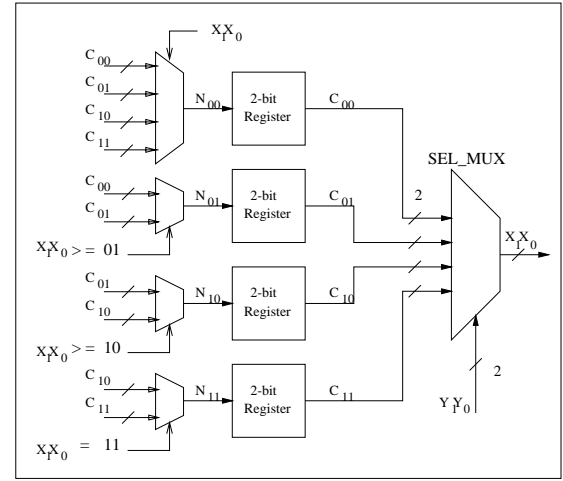 X1X0
C00
C01
C10
C11
N00
2-bit
Register
C00
SEL_MUX
C00
C01
N01
2-bit
Register
C01
2
X1X0 >= 01
X1X0
C01
C10
N10
2-bit
Register
C10
X1X0 >= 10
2
Y1Y0
C10
C11
N11
2-bit
Register
C11
X1X0 = 11